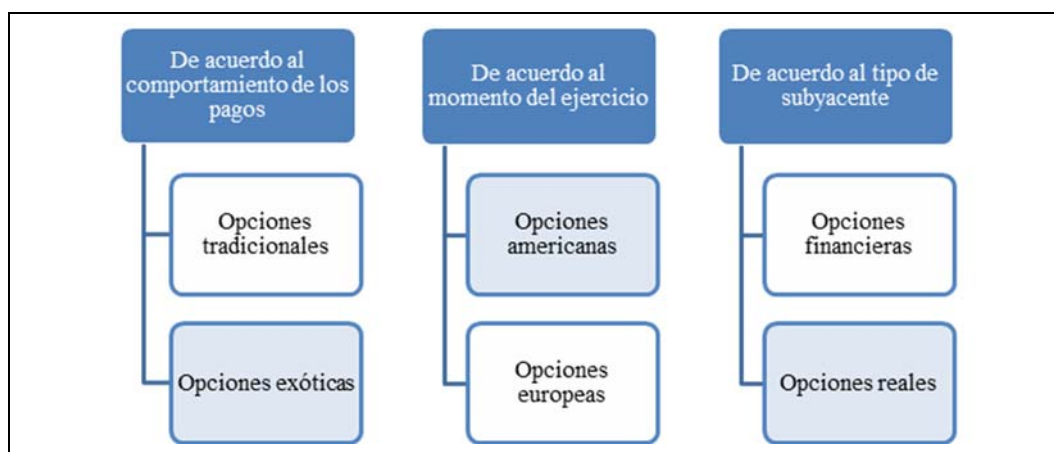 De acuerdo al
comportamiento de los
pagos
Opciones
tradicionales
Opciones exóticas
De acuerdo al
momento del ejercicio
Opciones
americanas
Opciones
europeas
De acuerdo al tipo de
subyacente
Opciones
financieras
Opciones reales